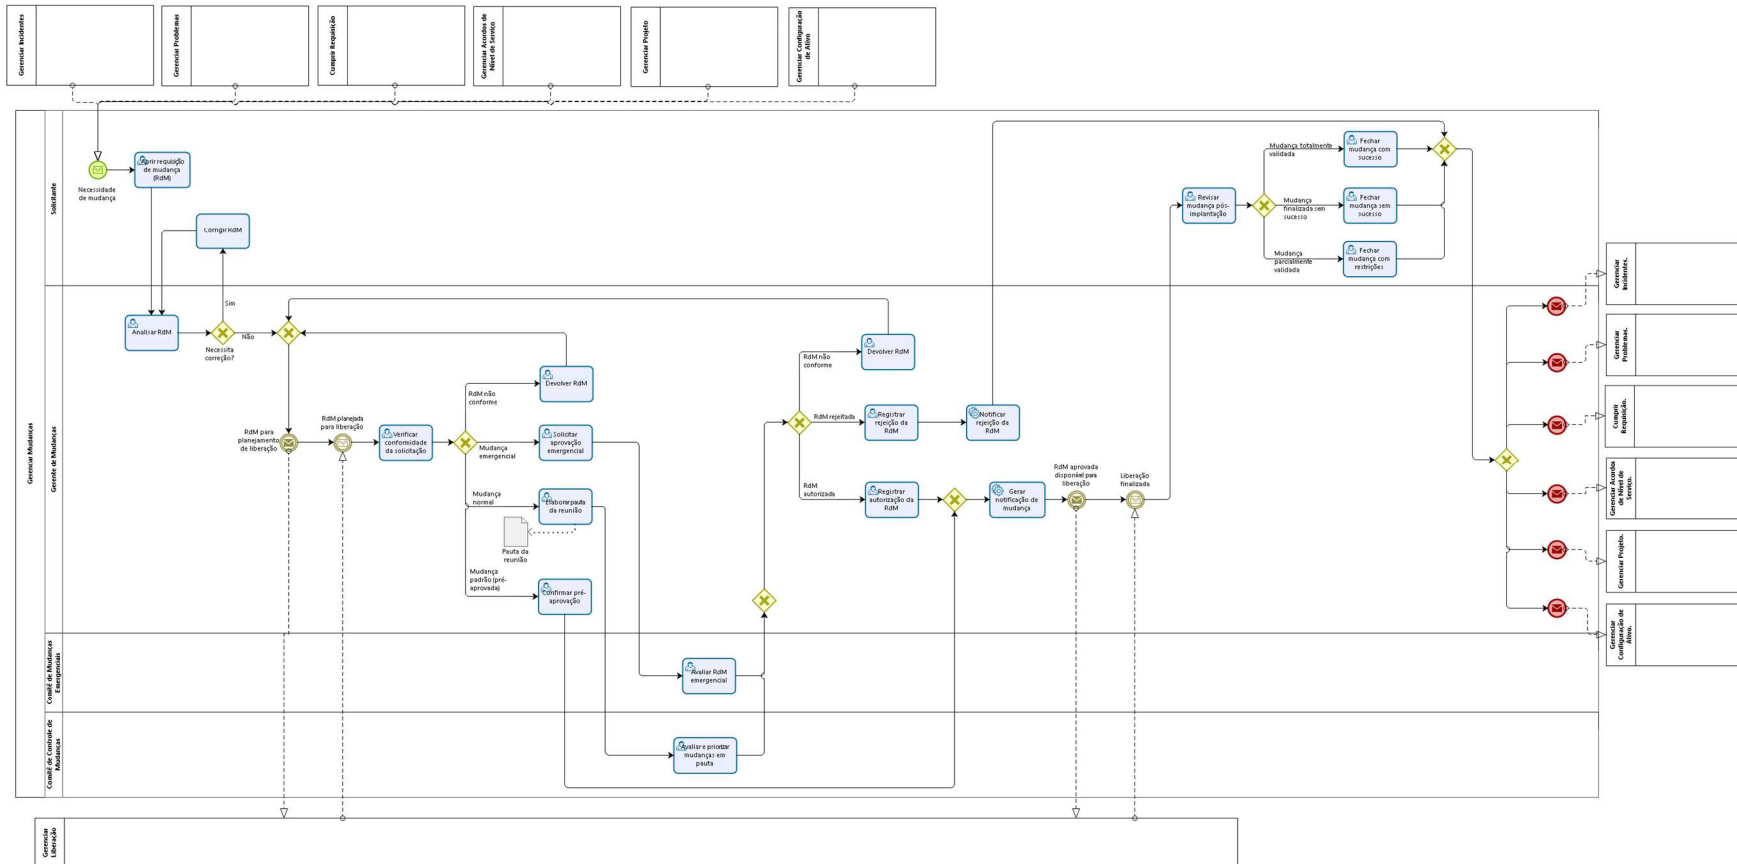 Gerenciar Incidentes
Gerenciar Problemas
Cumprir Requisição
Gerenciar Acordos de
Nível de Serviço
Gerenciar Projeto
Gerenciar Configuração
de Ativo
Gerenciar Mudanças
Solicitante
Necessidade
de mudança
Abrir requisição
de mudança
(RdM)
Corrigir RdM
Sim
Revisar
mudança pós-
implantação
Mudança totalmente
validada
Mudança
finalizada sem
sucesso
Mudança
parcialmente
validada
Fechar
mudança com
sucesso
Fechar
mudança sem
sucesso
Fechar
mudança com
restrições
Gerente de Mudanças
Analisar RdM
Necessita
correção?
Não
RdM para
planejamento
de liberação
RdM planejada
para liberação
Verificar
conformidade
da solicitação
RdM não
conforme
Devolver RdM
Mudança
emergencial
Solicitar
aprovação
emergencial
Mudança
normal
Elaborar pauta
da reunião
Pauta da
reunião
Mudança
padrão (pré-
aprovada)
Confirmar pré-
aprovação
RdM não
conforme
Devolver RdM
RdM rejeitada
Registrar
rejeição da
RdM
Notificar
rejeição da
RdM
RdM
autorizada
Registrar
autorização da
RdM
Gerar
notificação de
mudança
RdM aprovada
disponível para
liberação
Liberação
finalizada
Comitê de Mudanças
Emergenciais
Avaliar RdM
emergencial
Comitê de Controle de
Mudanças
Avaliar e priorizar
mudanças em
pauta
Gerenciar
Incidentes.
Gerenciar
Problemas.
Cumprir
Requisição.
Gerenciar Acordos
de Nível de
Serviço.
Gerenciar Projeto.
Gerenciar
Configuração de
Ativo.
Gerenciar
Liberação